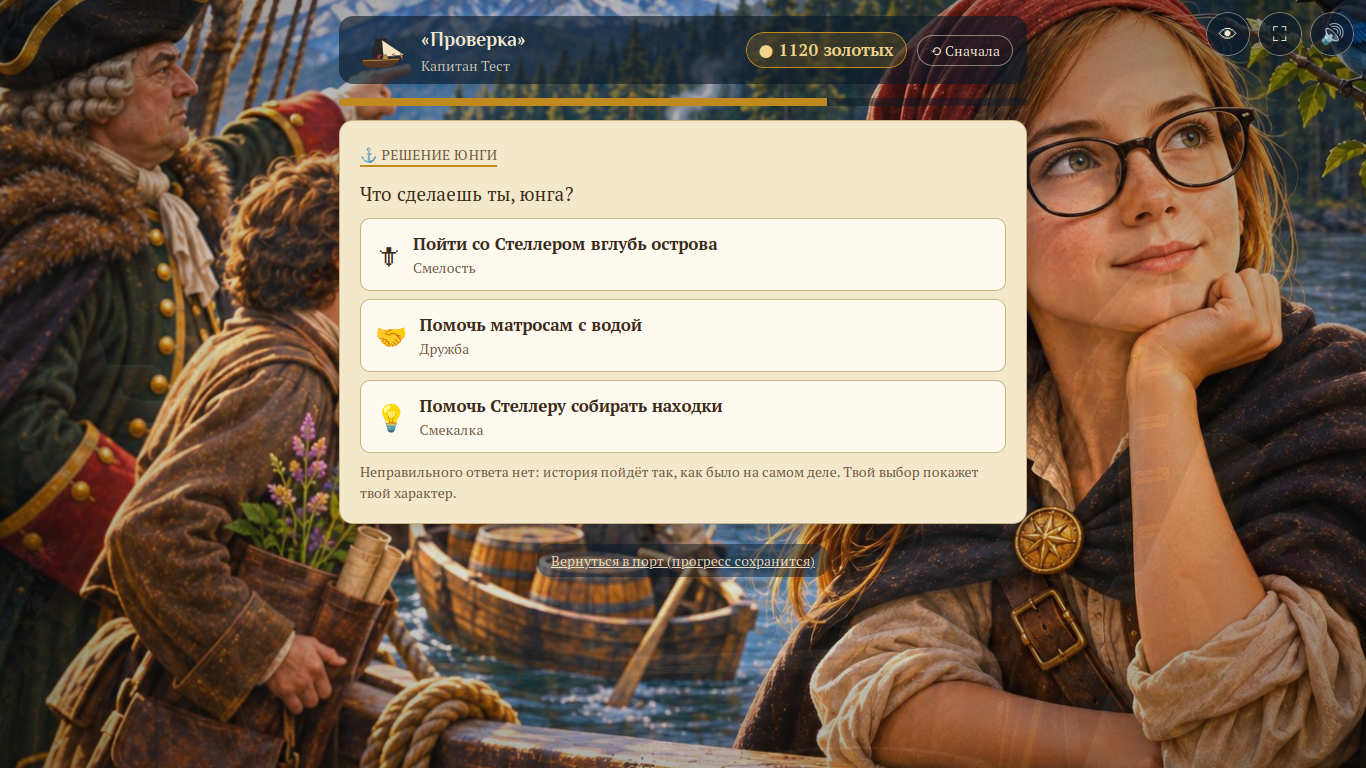 «Проверка»
Капитан Тест
1120 золотых
⟲ Сначала
⚓ РЕШЕНИЕ ЮНГИ
Что сделаешь ты, юнга?
Пойти со Стеллером вглубь острова
Смелость
Помочь матросам с водой
Дружба
Помочь Стеллеру собирать находки
Смекалка
Неправильного ответа нет: история пойдёт так, как было на самом деле. Твой выбор покажет
твой характер.
Вернуться в порт (прогресс сохранится)